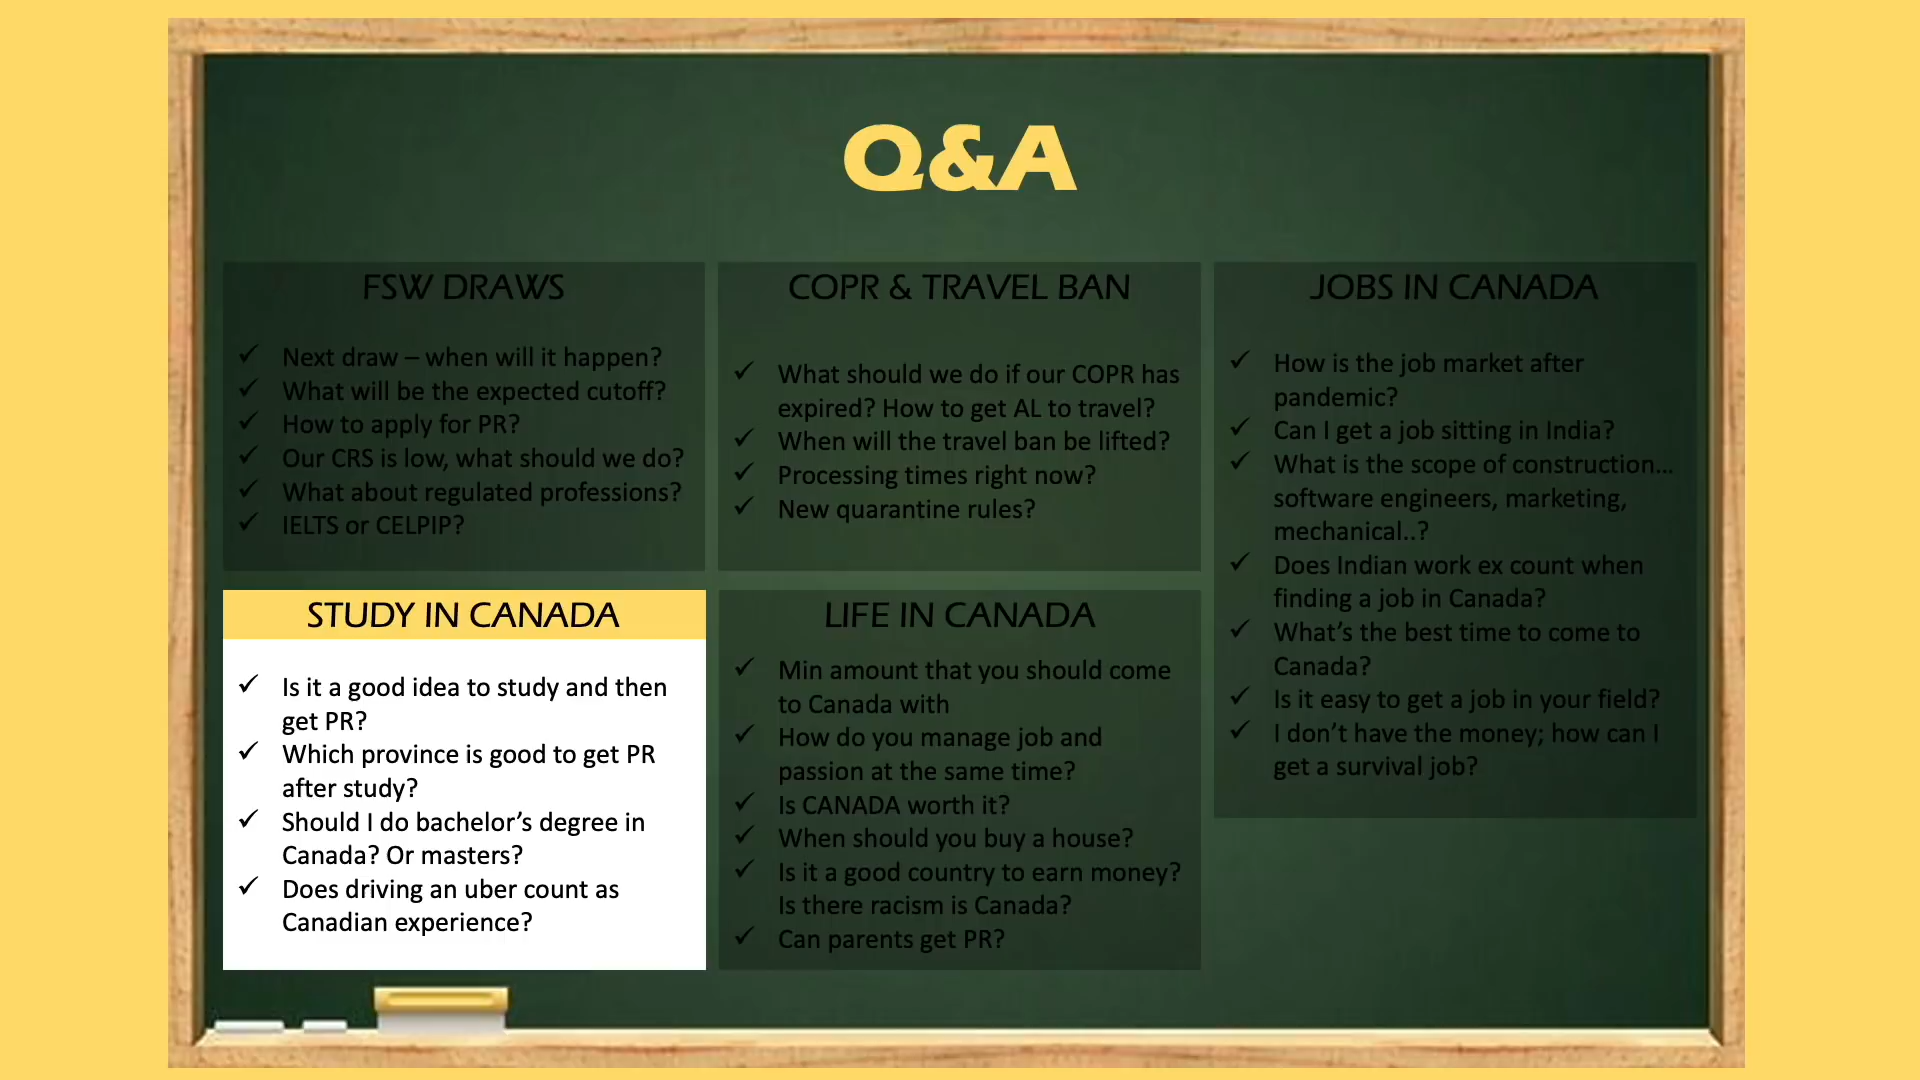 Q&A
FSW DRAWS
✓ Next draw – when will it happen?
✓ What will be the expected cutoff?
✓ How to apply for PR?
✓ Our CRS is low, what should we do?
✓ What about regulated professions?
✓ IELTS or CELPIP?
COPR & TRAVEL BAN
✓ What should we do if our COPR has
expired? How to get AL to travel?
✓ When will the travel ban be lifted?
✓ Processing times right now?
✓ New quarantine rules?
JOBS IN CANADA
✓ How is the job market after
pandemic?
✓ Can I get a job sitting in India?
✓ What is the scope of construction…
software engineers, marketing,
mechanical..?
✓ Does Indian work ex count when
finding a job in Canada?
✓ What's the best time to come to
Canada?
✓ Is it easy to get a job in your field?
✓ I don't have the money; how can I
get a survival job?
STUDY IN CANADA
✓ Is it a good idea to study and then
get PR?
✓ Which province is good to get PR
after study?
✓ Should I do bachelor's degree in
Canada? Or masters?
✓ Does driving an uber count as
Canadian experience?
LIFE IN CANADA
✓ Min amount that you should come
to Canada with
✓ How do you manage job and
passion at the same time?
✓ Is CANADA worth it?
✓ When should you buy a house?
✓ Is it a good country to earn money?
Is there racism is Canada?
✓ Can parents get PR?